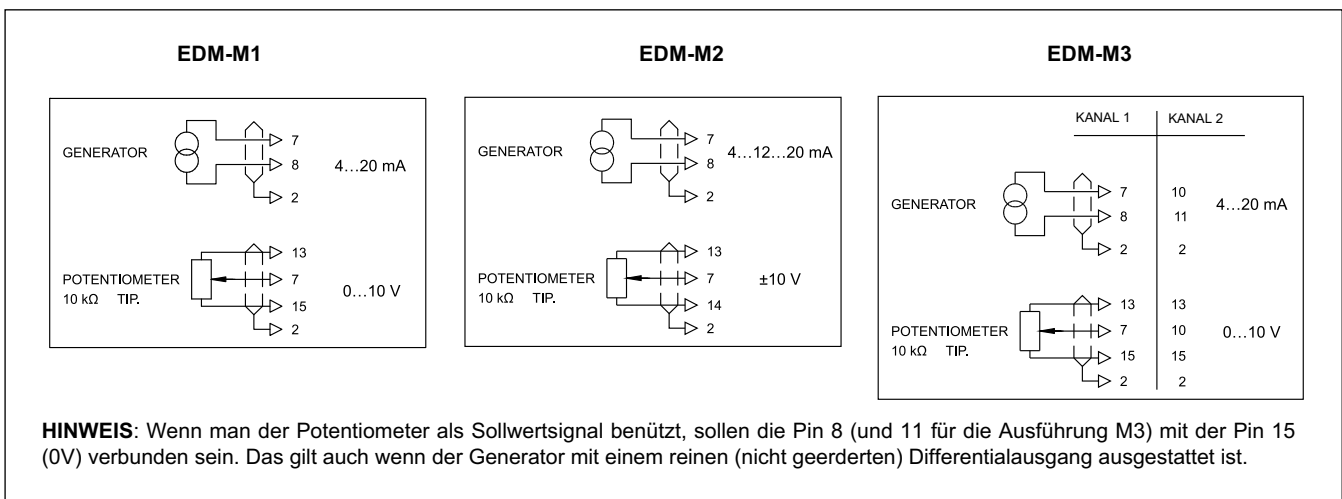 EDM-M1
GENERATOR
7
8
4…20 mA
2
POTENTIOMETER
10 kΩ TIP.
13
7
15
0…10 V
2
EDM-M2
GENERATOR
7
8
4…12…20 mA
2
POTENTIOMETER
10 kΩ TIP.
13
7
±10 V
14
2
EDM-M3
KANAL 1 KANAL 2
GENERATOR
7 10
8 11
4…20 mA
2 2
POTENTIOMETER
10 kΩ TIP.
13 13
7 10
0…10 V
15 15
2 2
HINWEIS: Wenn man der Potentiometer als Sollwertsignal benützt, sollen die Pin 8 (und 11 für die Ausführung M3) mit der Pin 15
(0V) verbunden sein. Das gilt auch wenn der Generator mit einem reinen (nicht geerderten) Differentialausgang ausgestattet ist.